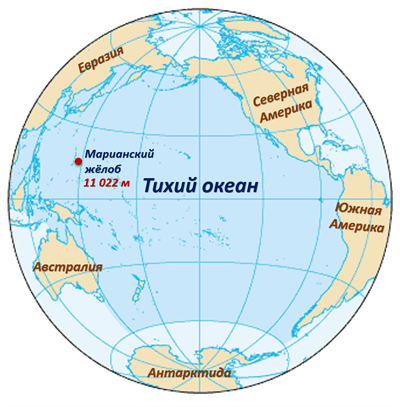 Евразия
Северная
Америка
Марианский
жёлоб
11 022 м
Тихий океан
Южная
Америка
Австралия
Антарктида